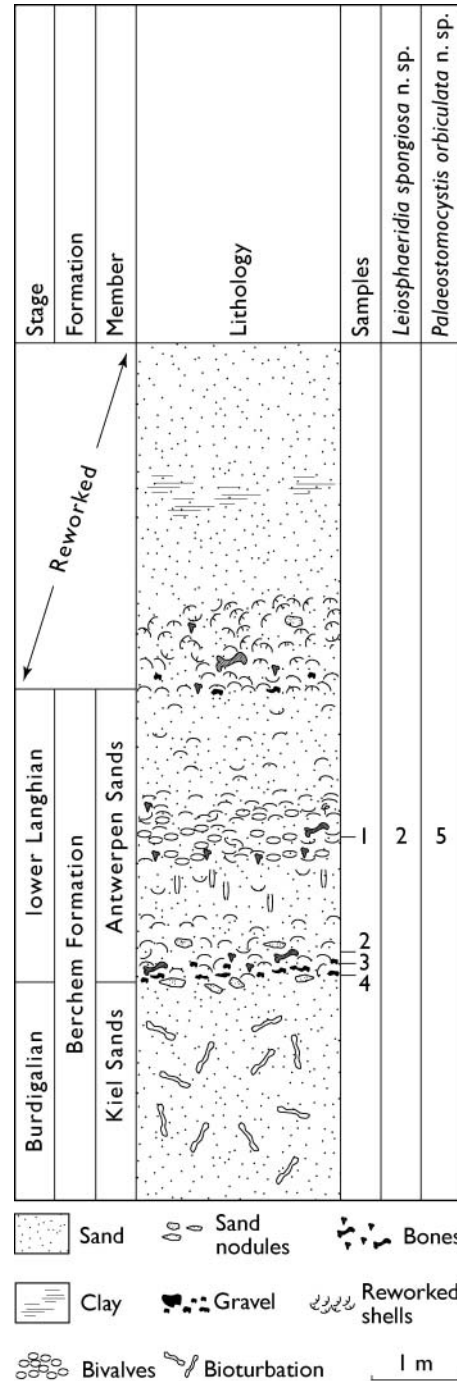 Stage
Formation
Member
Lithology
Samples
Leiosphaeridia spongiosa n. sp.
Palaeostomocystis orbiculata n. sp.
Reworked
lower Langhian
Burdigalian
Berchem Formation
Antwerpen Sands
Kiel Sands
1 2 5
2
3
4
Sand
Sand
nodules
Bones
Clay
Gravel
Reworked
shells
Bivalves
Bioturbation
1 m